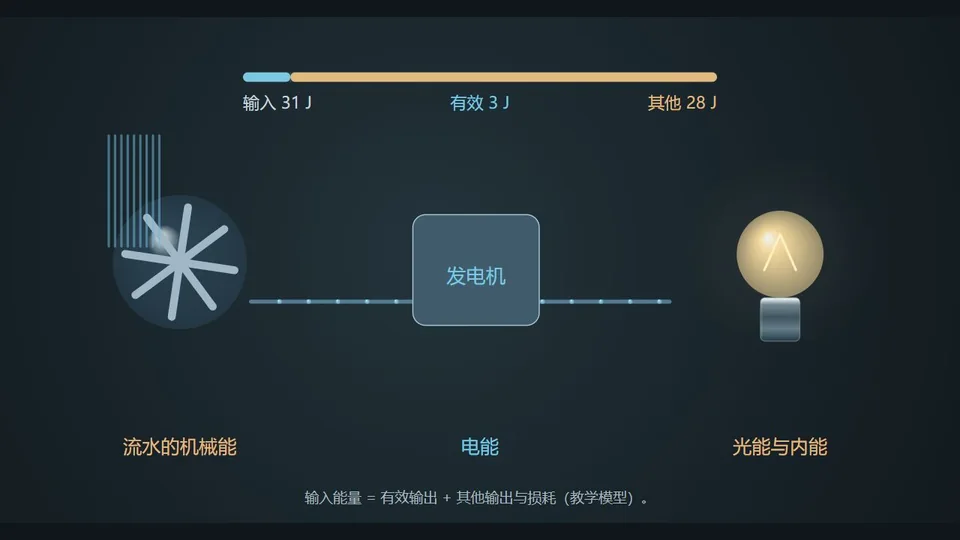 输入 31 J
有效 3 J
其他 28 J
发电机
流水的机械能
电能
光能与内能
输入能量 = 有效输出 + 其他输出与损耗（教学模型）。